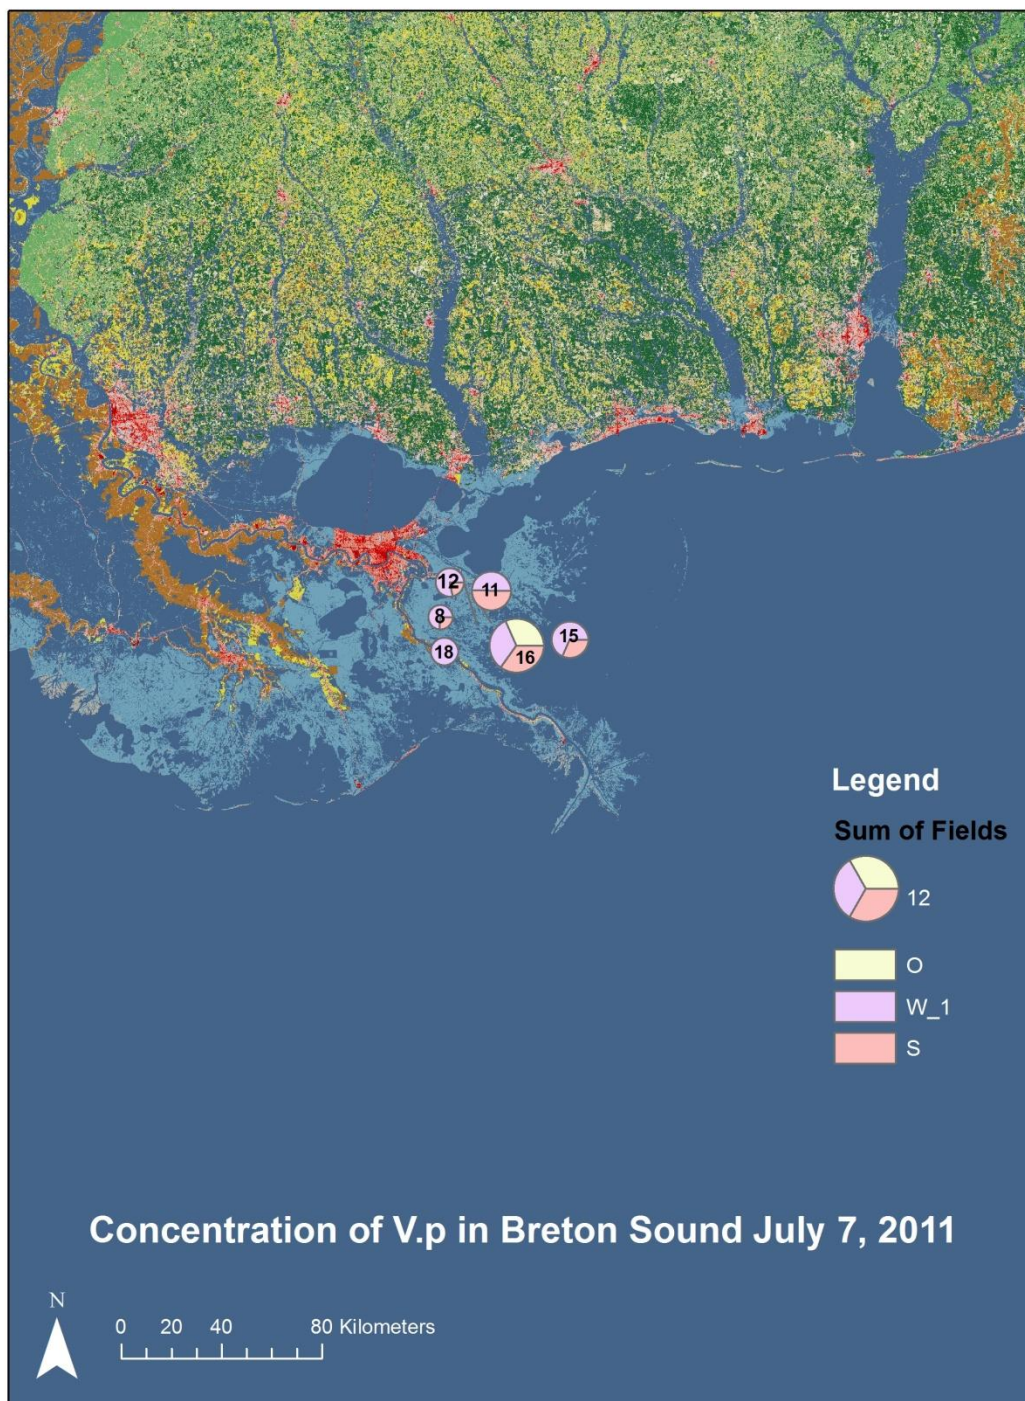 12
11
8
15
18
16
Legend
Sum of Fields
12
O
W_1
S
Concentration of V.p in Breton Sound July 7, 2011
N
0 20 40 80 Kilometers